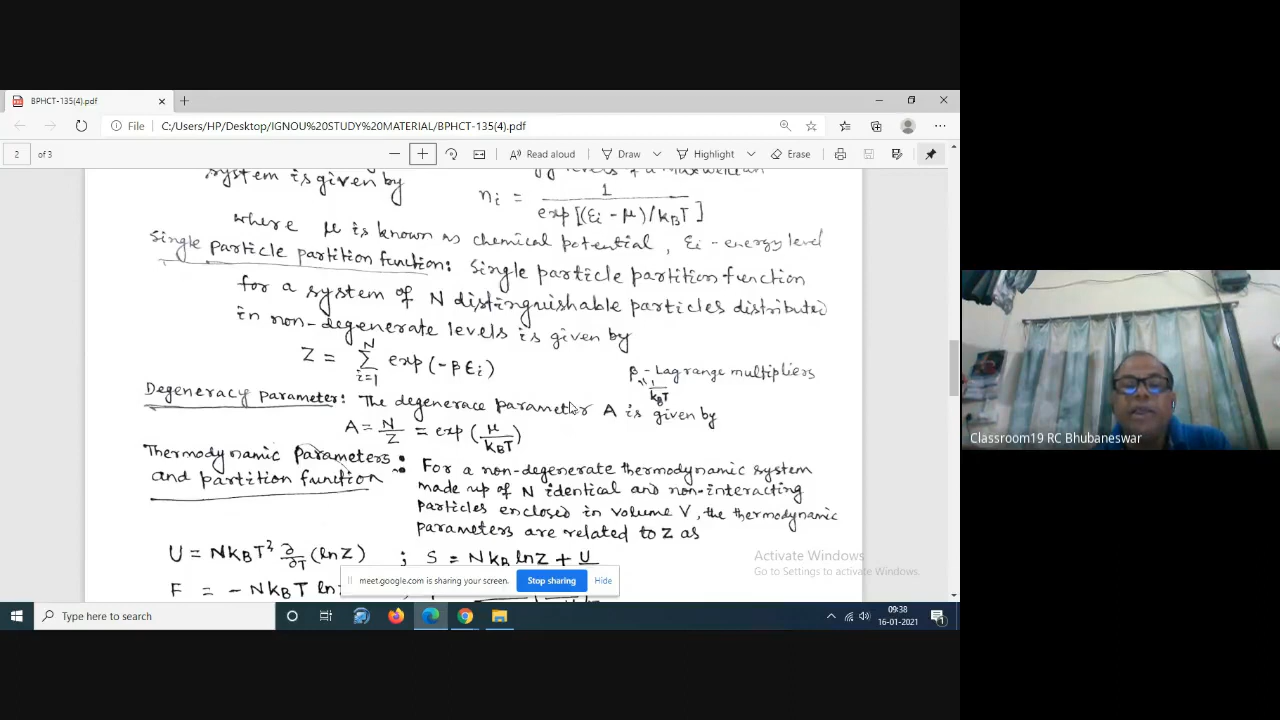 BPHCT-135(4).pdf
File C:/Users/HP/Desktop/IGNOU%20STUDY%20MATERIAL/BPHCT-135(4).pdf
2 of 3 Read aloud Draw Highlight Erase
system is given by
nᵢ = 1 / exp[(εᵢ - μ)/k_BT]
where μ is known as chemical potential, εᵢ - energy level
Single particle partition function: Single particle partition function
for a system of N distinguishable particles distributed
in non-degenerate levels is given by
Z = Σ_{i=1}^{N} exp(-βεᵢ)
β - Lagrange multipliers
= 1/k_BT
Degeneracy parameter: The degenerace parameter A is given by
A = N/Z = exp(μ/k_BT)
Thermodynamic Parameters and partition function: For a non-degenerate thermodynamic system
made up of N identical and non-interacting
particles enclosed in volume V, the thermodynamic
parameters are related to Z as
U = Nk_BT² ∂/∂T (ln Z) ; S = Nk_B ln Z + U
F = - Nk_BT ln
Activate Windows
Go to Settings to activate Windows.
meet.google.com is sharing your screen. Stop sharing Hide
Classroom19 RC Bhubaneswar
Type here to search
09:38
16-01-2021